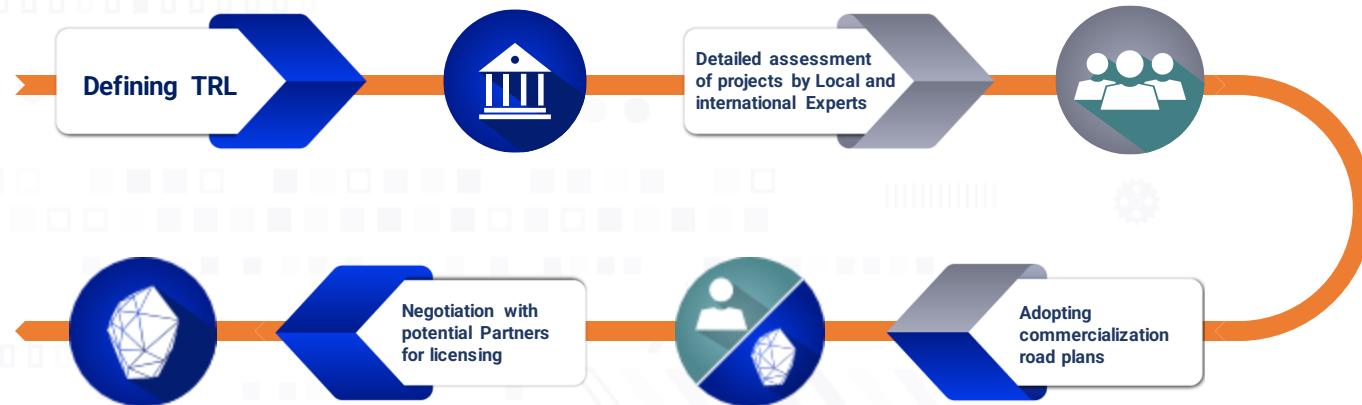 Defining TRL
Detailed assessment
of projects by Local and
international Experts
Adopting
commercialization
road plans
Negotiation with
potential Partners
for licensing